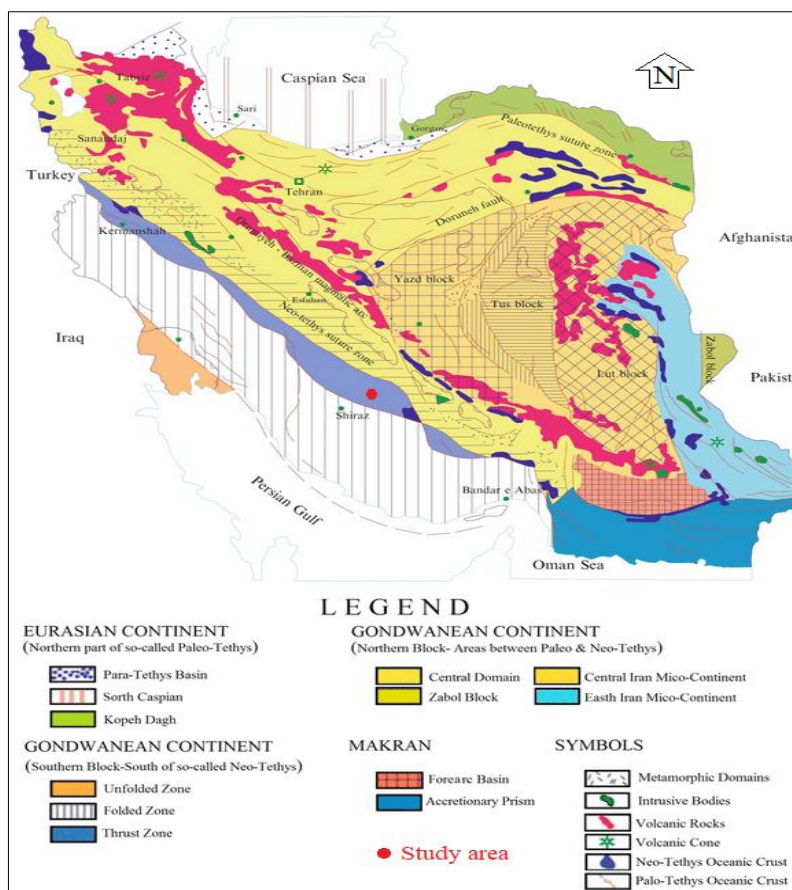 N
Caspian Sea
Tabriz
Sari
Gorgan
Paleotethys suture zone
Sanandaj
Turkey
Tehran
Doruneh fault
Kermanshah
Afghanista
Yazd block
Tus block
Esfahan
Neo-tethys suture zone
magmatic arc
Iraq
Lut block
Zabol block
Pakist
Shiraz
Persian Gulf
Bandar e Abas
Oman Sea
LEGEND
EURASIAN CONTINENT
(Northern part of so-called Paleo-Tethys)
Para-Tethys Basin
Sorth Caspian
Kopeh Dagh
GONDWANEAN CONTINENT
(Southern Block-South of so-called Neo-Tethys)
Unfolded Zone
Folded Zone
Thrust Zone
GONDWANEAN CONTINENT
(Northern Block- Areas between Paleo & Neo-Tethys)
Central Domain
Zabol Block
Central Iran Mico-Continent
Easth Iran Mico-Continent
MAKRAN
Forearc Basin
Accretionary Prism
Study area
SYMBOLS
Metamorphic Domains
Intrusive Bodies
Volcanic Rocks
Volcanic Cone
Neo-Tethys Oceanic Crust
Palo-Tethys Oceanic Crust